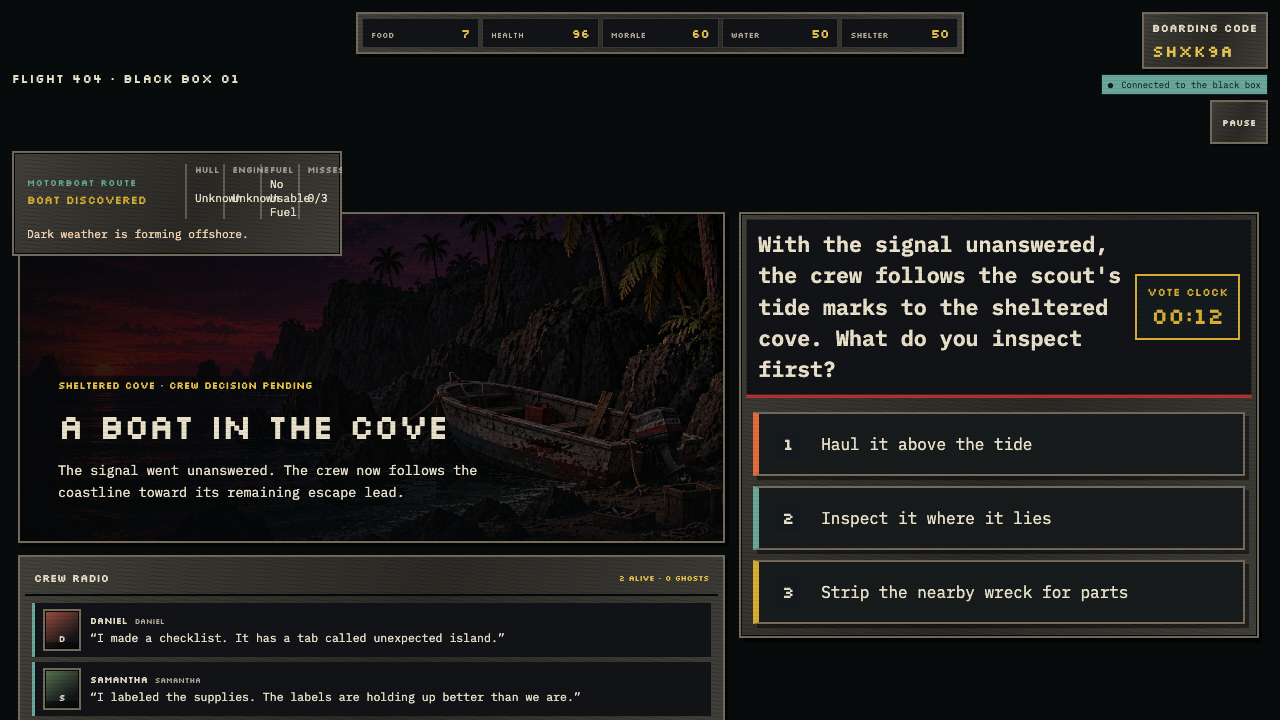 FOOD 7 HEALTH 96 MORALE 60 WATER 50 SHELTER 50
BOARDING CODE
SHXK9A
FLIGHT 404 · BLACK BOX 01
● Connected to the black box
PAUSE
MOTORBOAT ROUTE
BOAT DISCOVERED
HULL
Unknown
ENGINE
Unknown
FUEL
No
Usable
Fuel
MISSES
0/3
Dark weather is forming offshore.
SHELTERED COVE · CREW DECISION PENDING
A BOAT IN THE COVE
The signal went unanswered. The crew now follows the
coastline toward its remaining escape lead.
With the signal unanswered,
the crew follows the scout's
tide marks to the sheltered
cove. What do you inspect
first?
VOTE CLOCK
00:12
1 Haul it above the tide
2 Inspect it where it lies
3 Strip the nearby wreck for parts
CREW RADIO
2 ALIVE · 0 GHOSTS
D
DANIEL DANIEL
“I made a checklist. It has a tab called unexpected island.”
S
SAMANTHA SAMANTHA
“I labeled the supplies. The labels are holding up better than we are.”